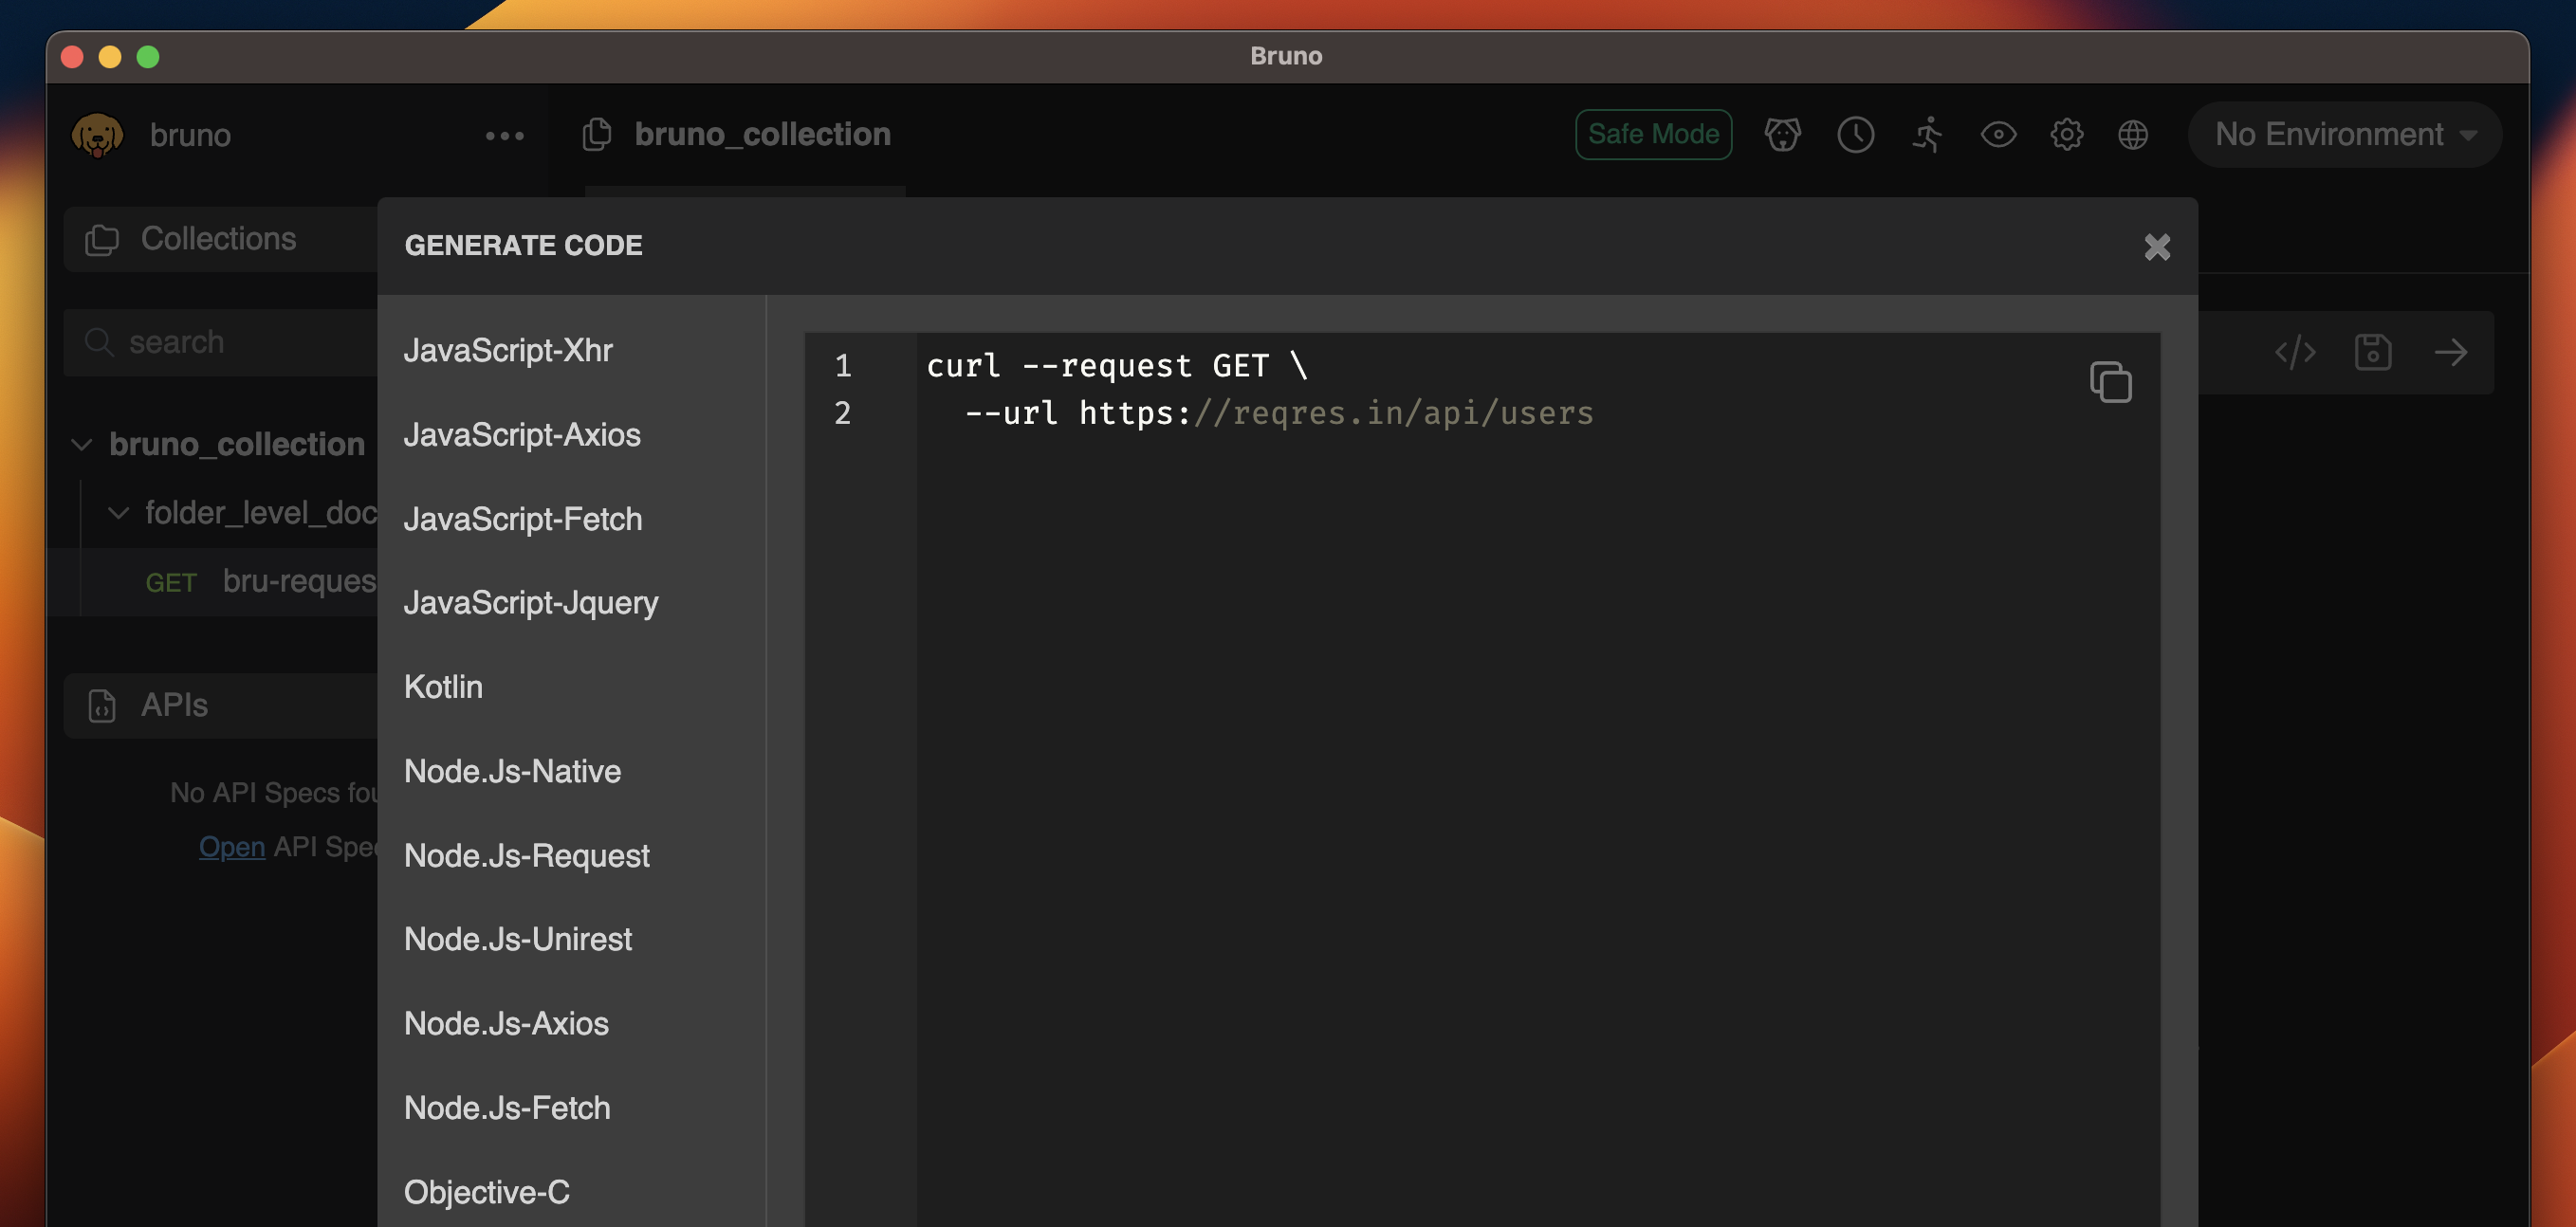 Bruno
bruno
bruno_collection
Safe Mode
No Environment
Collections
search
bruno_collection
folder_level_doc
GET bru-reques
APIs
No API Specs fou
Open API Spe
GENERATE CODE
JavaScript-Xhr
JavaScript-Axios
JavaScript-Fetch
JavaScript-Jquery
Kotlin
Node.Js-Native
Node.Js-Request
Node.Js-Unirest
Node.Js-Axios
Node.Js-Fetch
Objective-C
1 curl --request GET \
2 --url https://reqres.in/api/users